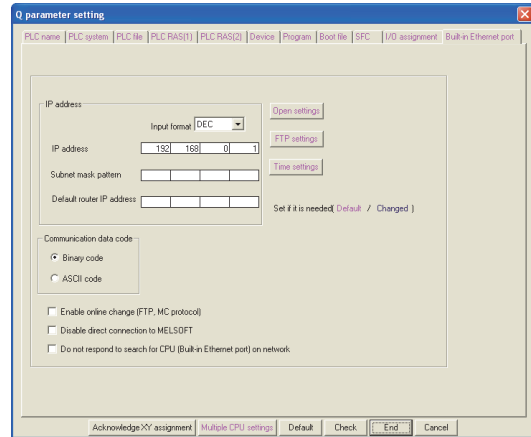 Q parameter setting
PLC name PLC system PLC file PLC RAS(1) PLC RAS(2) Device Program Boot file SFC I/O assignment Built-in Ethernet port
IP address
Input format DEC
IP address 192 168 0 1
Subnet mask pattern
Default router IP address
Open settings
FTP settings
Time settings
Set if it is needed( Default / Changed )
Communication data code
Binary code
ASCII code
Enable online change (FTP, MC protocol)
Disable direct connection to MELSOFT
Do not respond to search for CPU (Built-in Ethernet port) on network
Acknowledge XY assignment Multiple CPU settings Default Check End Cancel